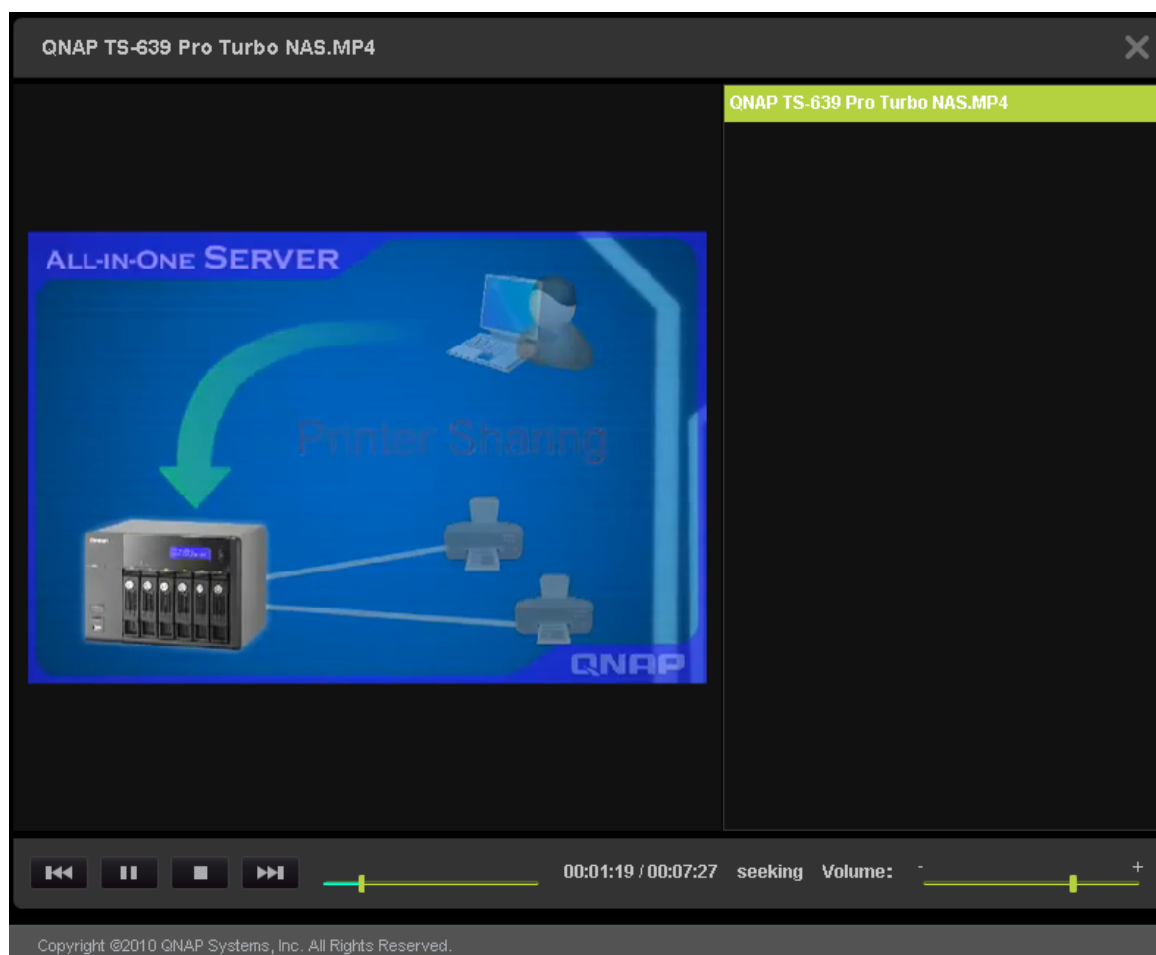 QNAP TS-639 Pro Turbo NAS.MP4
QNAP TS-639 Pro Turbo NAS.MP4
ALL-IN-ONE SERVER
Printer Sharing
QNAP
00:01:19 / 00:07:27 seeking Volume: - +
Copyright ©2010 QNAP Systems, Inc. All Rights Reserved.